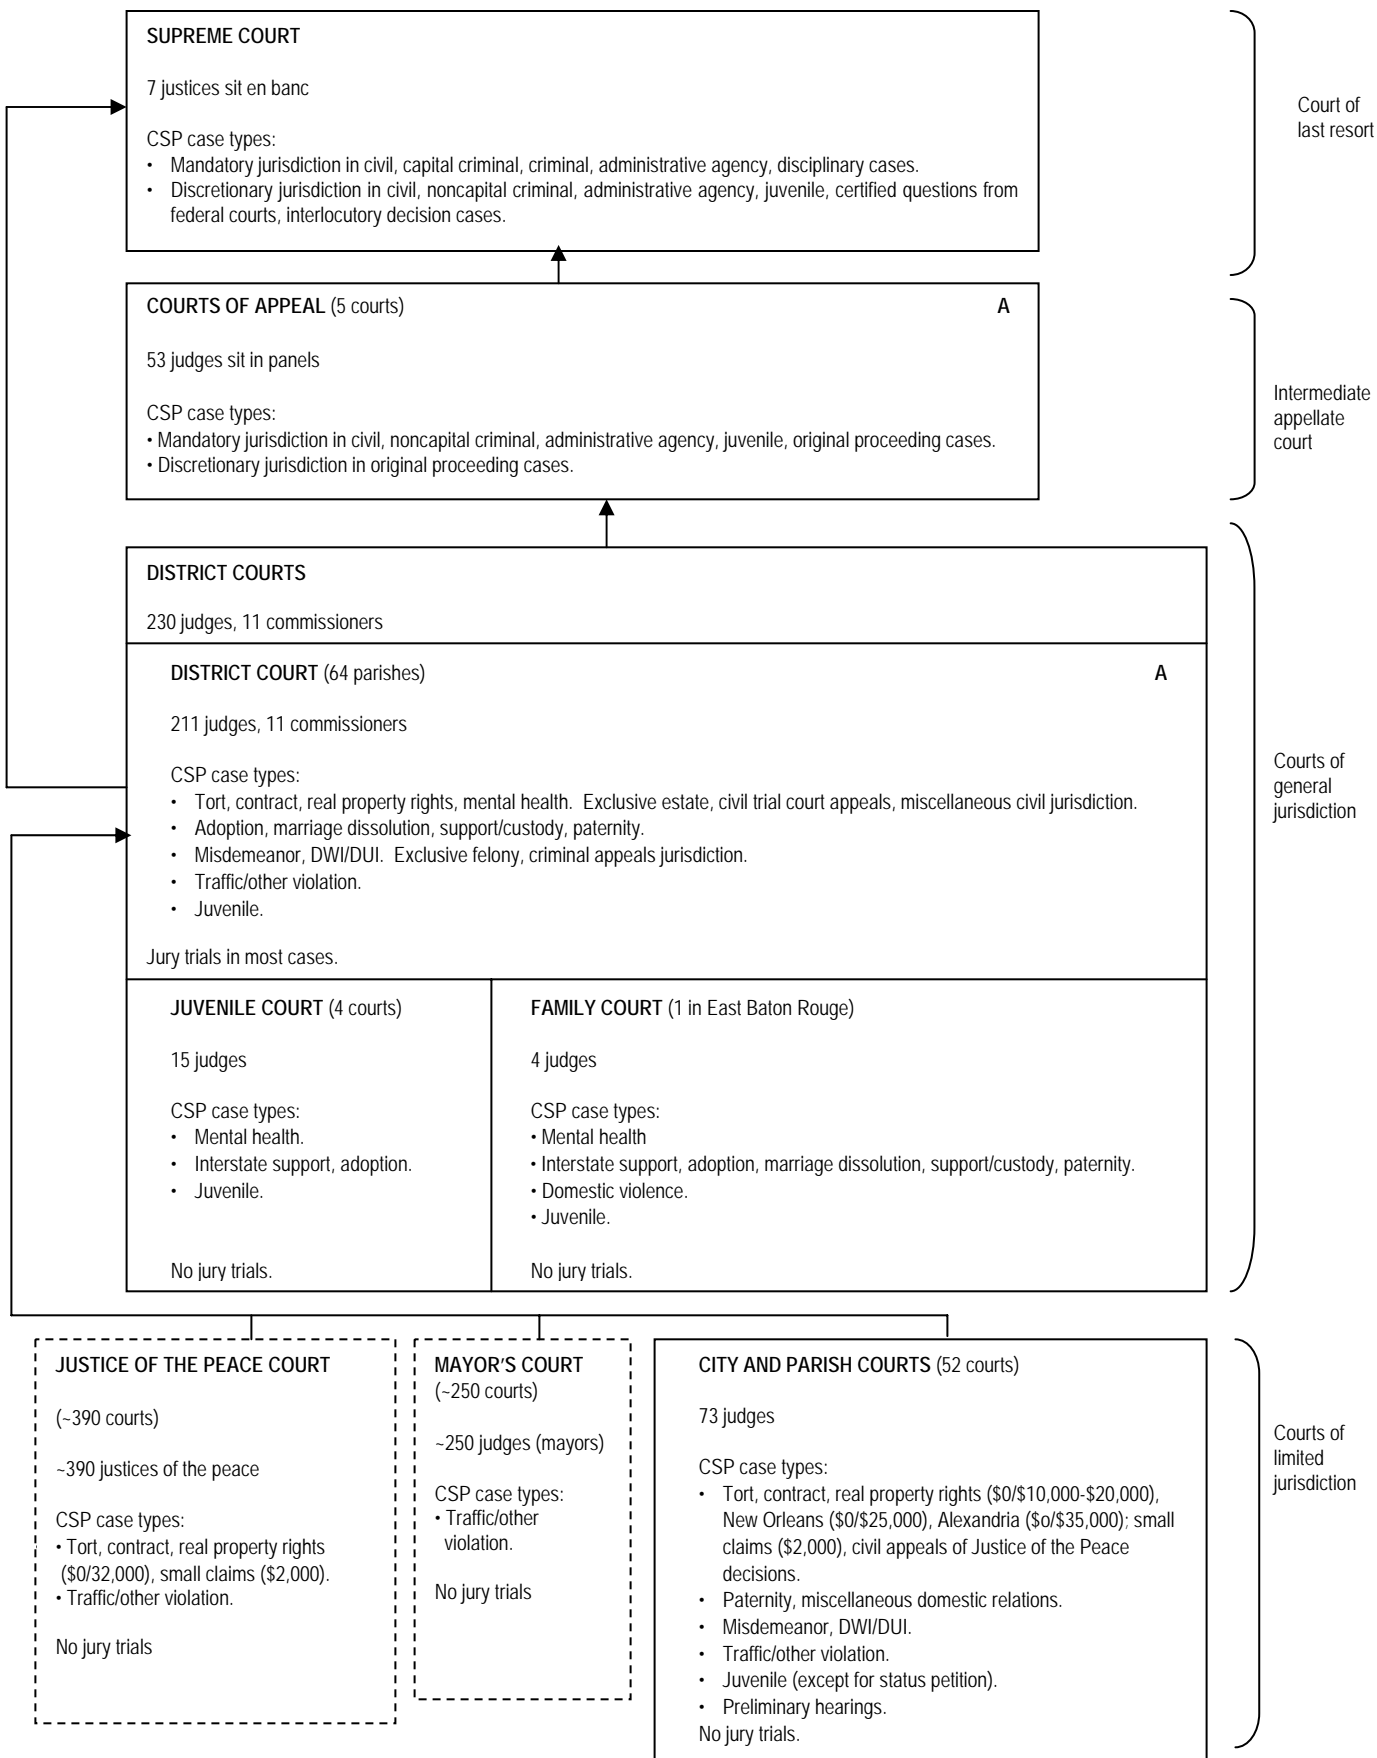 SUPREME COURT
7 justices sit en banc
CSP case types:
• Mandatory jurisdiction in civil, capital criminal, criminal, administrative agency, disciplinary cases.
• Discretionary jurisdiction in civil, noncapital criminal, administrative agency, juvenile, certified questions from
federal courts, interlocutory decision cases.
Court of
last resort
COURTS OF APPEAL (5 courts) A
53 judges sit in panels
CSP case types:
• Mandatory jurisdiction in civil, noncapital criminal, administrative agency, juvenile, original proceeding cases.
• Discretionary jurisdiction in original proceeding cases.
Intermediate
appellate
court
DISTRICT COURTS
230 judges, 11 commissioners
DISTRICT COURT (64 parishes) A
211 judges, 11 commissioners
CSP case types:
• Tort, contract, real property rights, mental health. Exclusive estate, civil trial court appeals, miscellaneous civil jurisdiction.
• Adoption, marriage dissolution, support/custody, paternity.
• Misdemeanor, DWI/DUI. Exclusive felony, criminal appeals jurisdiction.
• Traffic/other violation.
• Juvenile.
Jury trials in most cases.
Courts of
general
jurisdiction
JUVENILE COURT (4 courts)
15 judges
CSP case types:
• Mental health.
• Interstate support, adoption.
• Juvenile.
No jury trials.
FAMILY COURT (1 in East Baton Rouge)
4 judges
CSP case types:
• Mental health
• Interstate support, adoption, marriage dissolution, support/custody, paternity.
• Domestic violence.
• Juvenile.
No jury trials.
JUSTICE OF THE PEACE COURT
(~390 courts)
~390 justices of the peace
CSP case types:
• Tort, contract, real property rights
($0/32,000), small claims ($2,000).
• Traffic/other violation.
No jury trials
MAYOR'S COURT
(~250 courts)
~250 judges (mayors)
CSP case types:
• Traffic/other
violation.
No jury trials
CITY AND PARISH COURTS (52 courts)
73 judges
CSP case types:
• Tort, contract, real property rights ($0/$10,000-$20,000),
New Orleans ($0/$25,000), Alexandria ($o/$35,000); small
claims ($2,000), civil appeals of Justice of the Peace
decisions.
• Paternity, miscellaneous domestic relations.
• Misdemeanor, DWI/DUI.
• Traffic/other violation.
• Juvenile (except for status petition).
• Preliminary hearings.
No jury trials.
Courts of
limited
jurisdiction